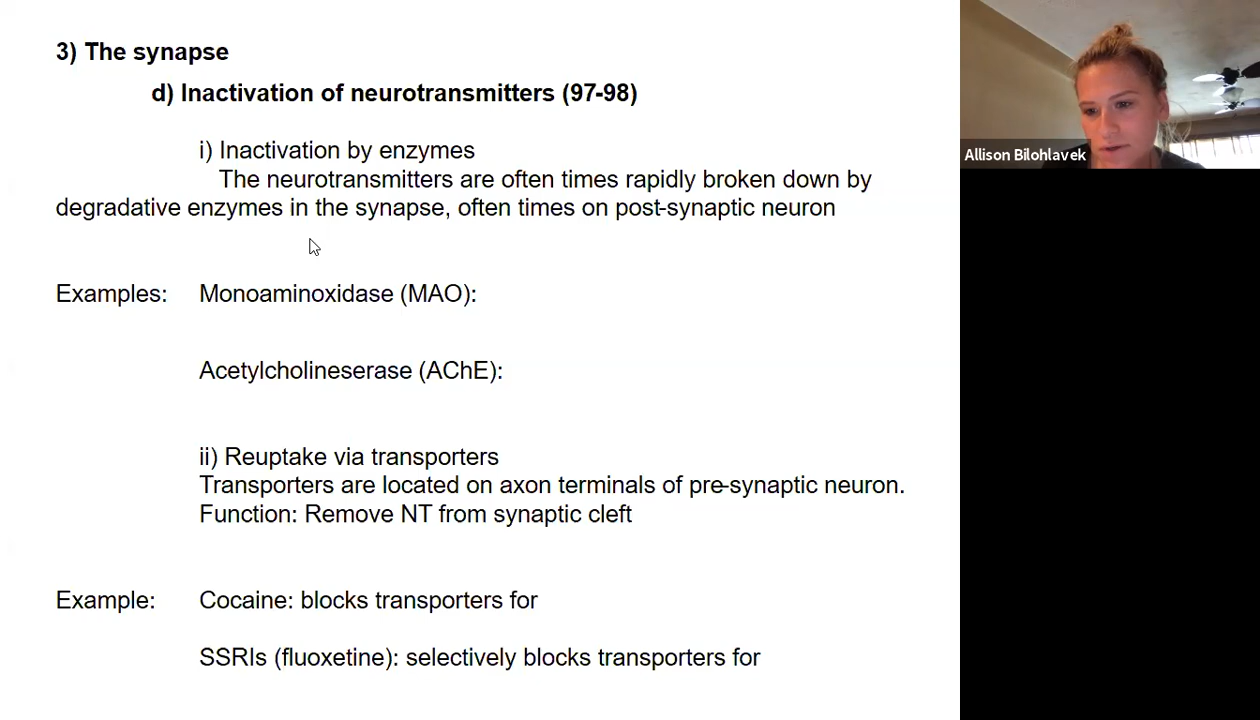 3) The synapse
d) Inactivation of neurotransmitters (97-98)
i) Inactivation by enzymes
The neurotransmitters are often times rapidly broken down by
degradative enzymes in the synapse, often times on post-synaptic neuron
Examples: Monoaminoxidase (MAO):
Acetylcholineserase (AChE):
ii) Reuptake via transporters
Transporters are located on axon terminals of pre-synaptic neuron.
Function: Remove NT from synaptic cleft
Example: Cocaine: blocks transporters for
SSRIs (fluoxetine): selectively blocks transporters for
Allison Bilohlavek